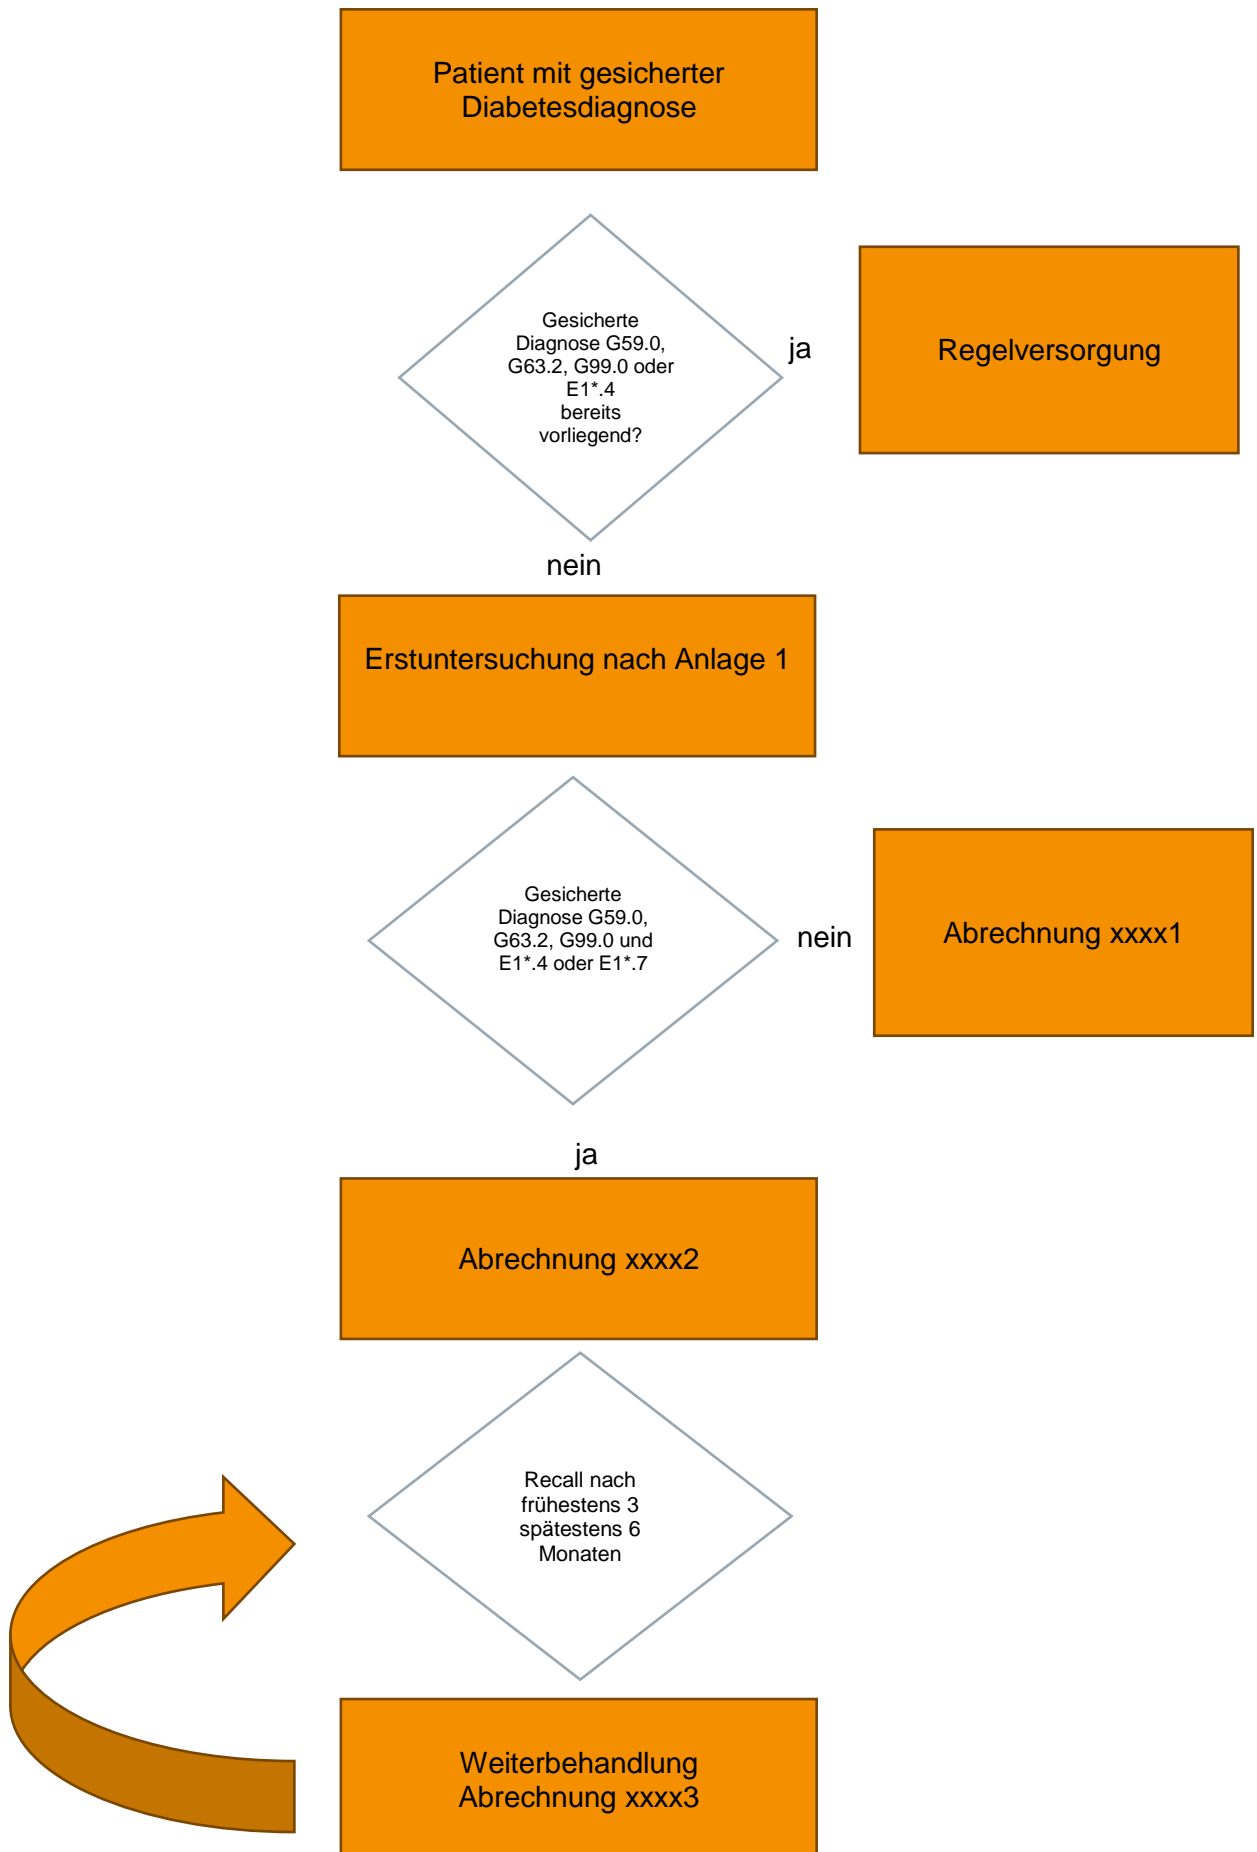 Patient mit gesicherter
Diabetesdiagnose
Gesicherte
Diagnose G59.0,
G63.2, G99.0 oder
E1*.4
bereits
vorliegend?
ja
Regelversorgung
nein
Erstuntersuchung nach Anlage 1
Gesicherte
Diagnose G59.0,
G63.2, G99.0 und
E1*.4 oder E1*.7
nein
Abrechnung xxxx1
ja
Abrechnung xxxx2
Recall nach
frühestens 3
spätestens 6
Monaten
Weiterbehandlung
Abrechnung xxxx3